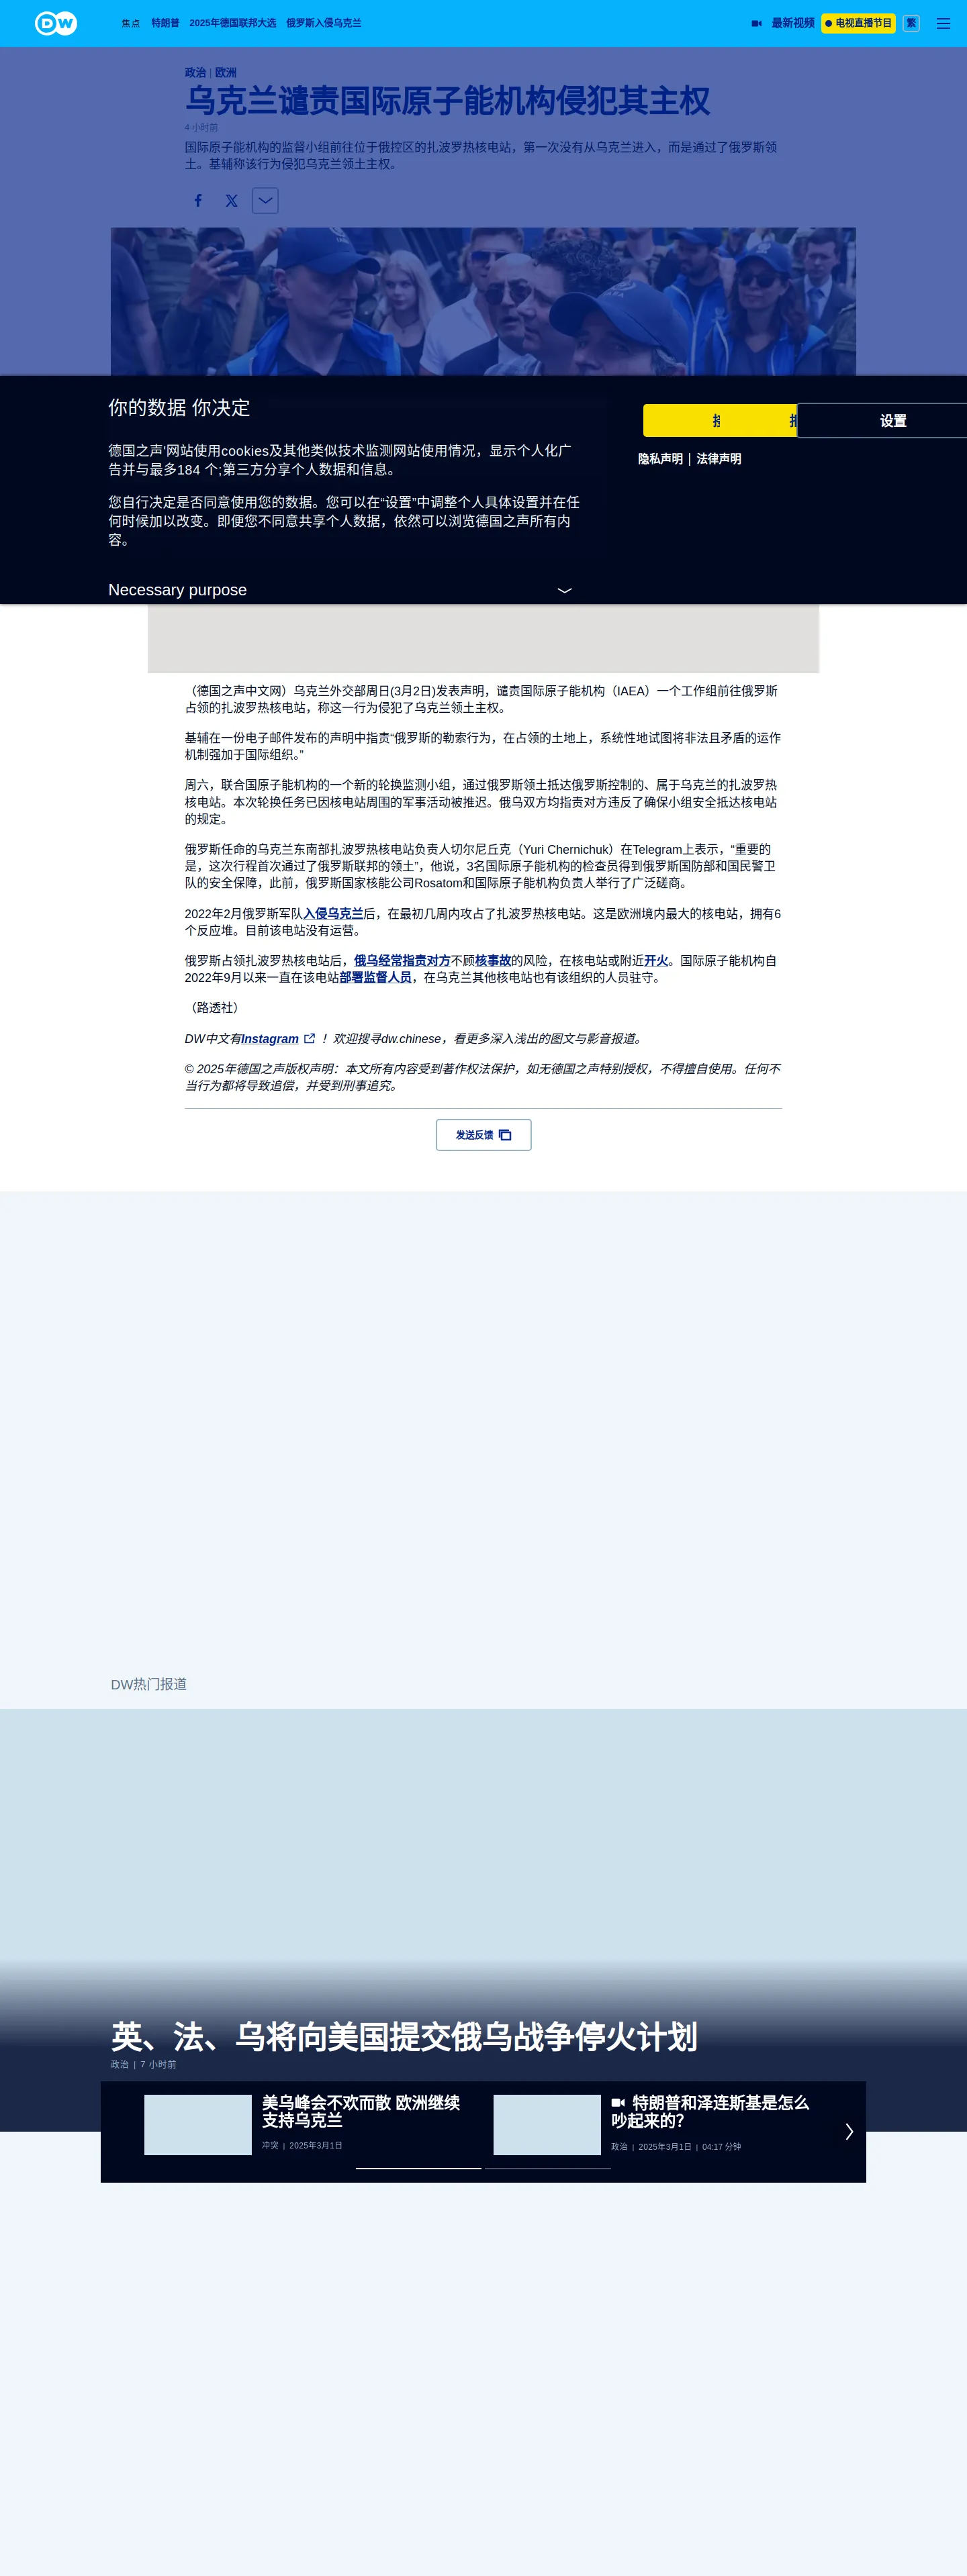 DW
焦点 特朗普 2025年德国联邦大选 俄罗斯入侵乌克兰
最新视频 电视直播节目 繁
政治 | 欧洲
乌克兰谴责国际原子能机构侵犯其主权
4 小时前
国际原子能机构的监督小组前往位于俄控区的扎波罗热核电站，第一次没有从乌克兰进入，而是通过了俄罗斯领
土。基辅称该行为侵犯乌克兰领土主权。
你的数据 你决定
德国之声'网站使用cookies及其他类似技术监测网站使用情况，显示个人化广
告并与最多184 个;第三方分享个人数据和信息。
您自行决定是否同意使用您的数据。您可以在“设置”中调整个人具体设置并在任
何时候加以改变。即便您不同意共享个人数据，依然可以浏览德国之声所有内
容。
Necessary purpose
设置
隐私声明 | 法律声明
（德国之声中文网）乌克兰外交部周日(3月2日)发表声明，谴责国际原子能机构（IAEA）一个工作组前往俄罗斯
占领的扎波罗热核电站，称这一行为侵犯了乌克兰领土主权。
基辅在一份电子邮件发布的声明中指责“俄罗斯的勒索行为，在占领的土地上，系统性地试图将非法且矛盾的运作
机制强加于国际组织。”
周六，联合国原子能机构的一个新的轮换监测小组，通过俄罗斯领土抵达俄罗斯控制的、属于乌克兰的扎波罗热
核电站。本次轮换任务已因核电站周围的军事活动被推迟。俄乌双方均指责对方违反了确保小组安全抵达核电站
的规定。
俄罗斯任命的乌克兰东南部扎波罗热核电站负责人切尔尼丘克（Yuri Chernichuk）在Telegram上表示，“重要的
是，这次行程首次通过了俄罗斯联邦的领土”，他说，3名国际原子能机构的检查员得到俄罗斯国防部和国民警卫
队的安全保障，此前，俄罗斯国家核能公司Rosatom和国际原子能机构负责人举行了广泛磋商。
2022年2月俄罗斯军队入侵乌克兰后，在最初几周内攻占了扎波罗热核电站。这是欧洲境内最大的核电站，拥有6
个反应堆。目前该电站没有运营。
俄罗斯占领扎波罗热核电站后，俄乌经常指责对方不顾核事故的风险，在核电站或附近开火。国际原子能机构自
2022年9月以来一直在该电站部署监督人员，在乌克兰其他核电站也有该组织的人员驻守。
（路透社）
DW中文有Instagram ！欢迎搜寻dw.chinese，看更多深入浅出的图文与影音报道。
© 2025年德国之声版权声明：本文所有内容受到著作权法保护，如无德国之声特别授权，不得擅自使用。任何不
当行为都将导致追偿，并受到刑事追究。
发送反馈
DW热门报道
英、法、乌将向美国提交俄乌战争停火计划
政治 | 7 小时前
美乌峰会不欢而散 欧洲继续
支持乌克兰
冲突 | 2025年3月1日
特朗普和泽连斯基是怎么
吵起来的？
政治 | 2025年3月1日 | 04:17 分钟